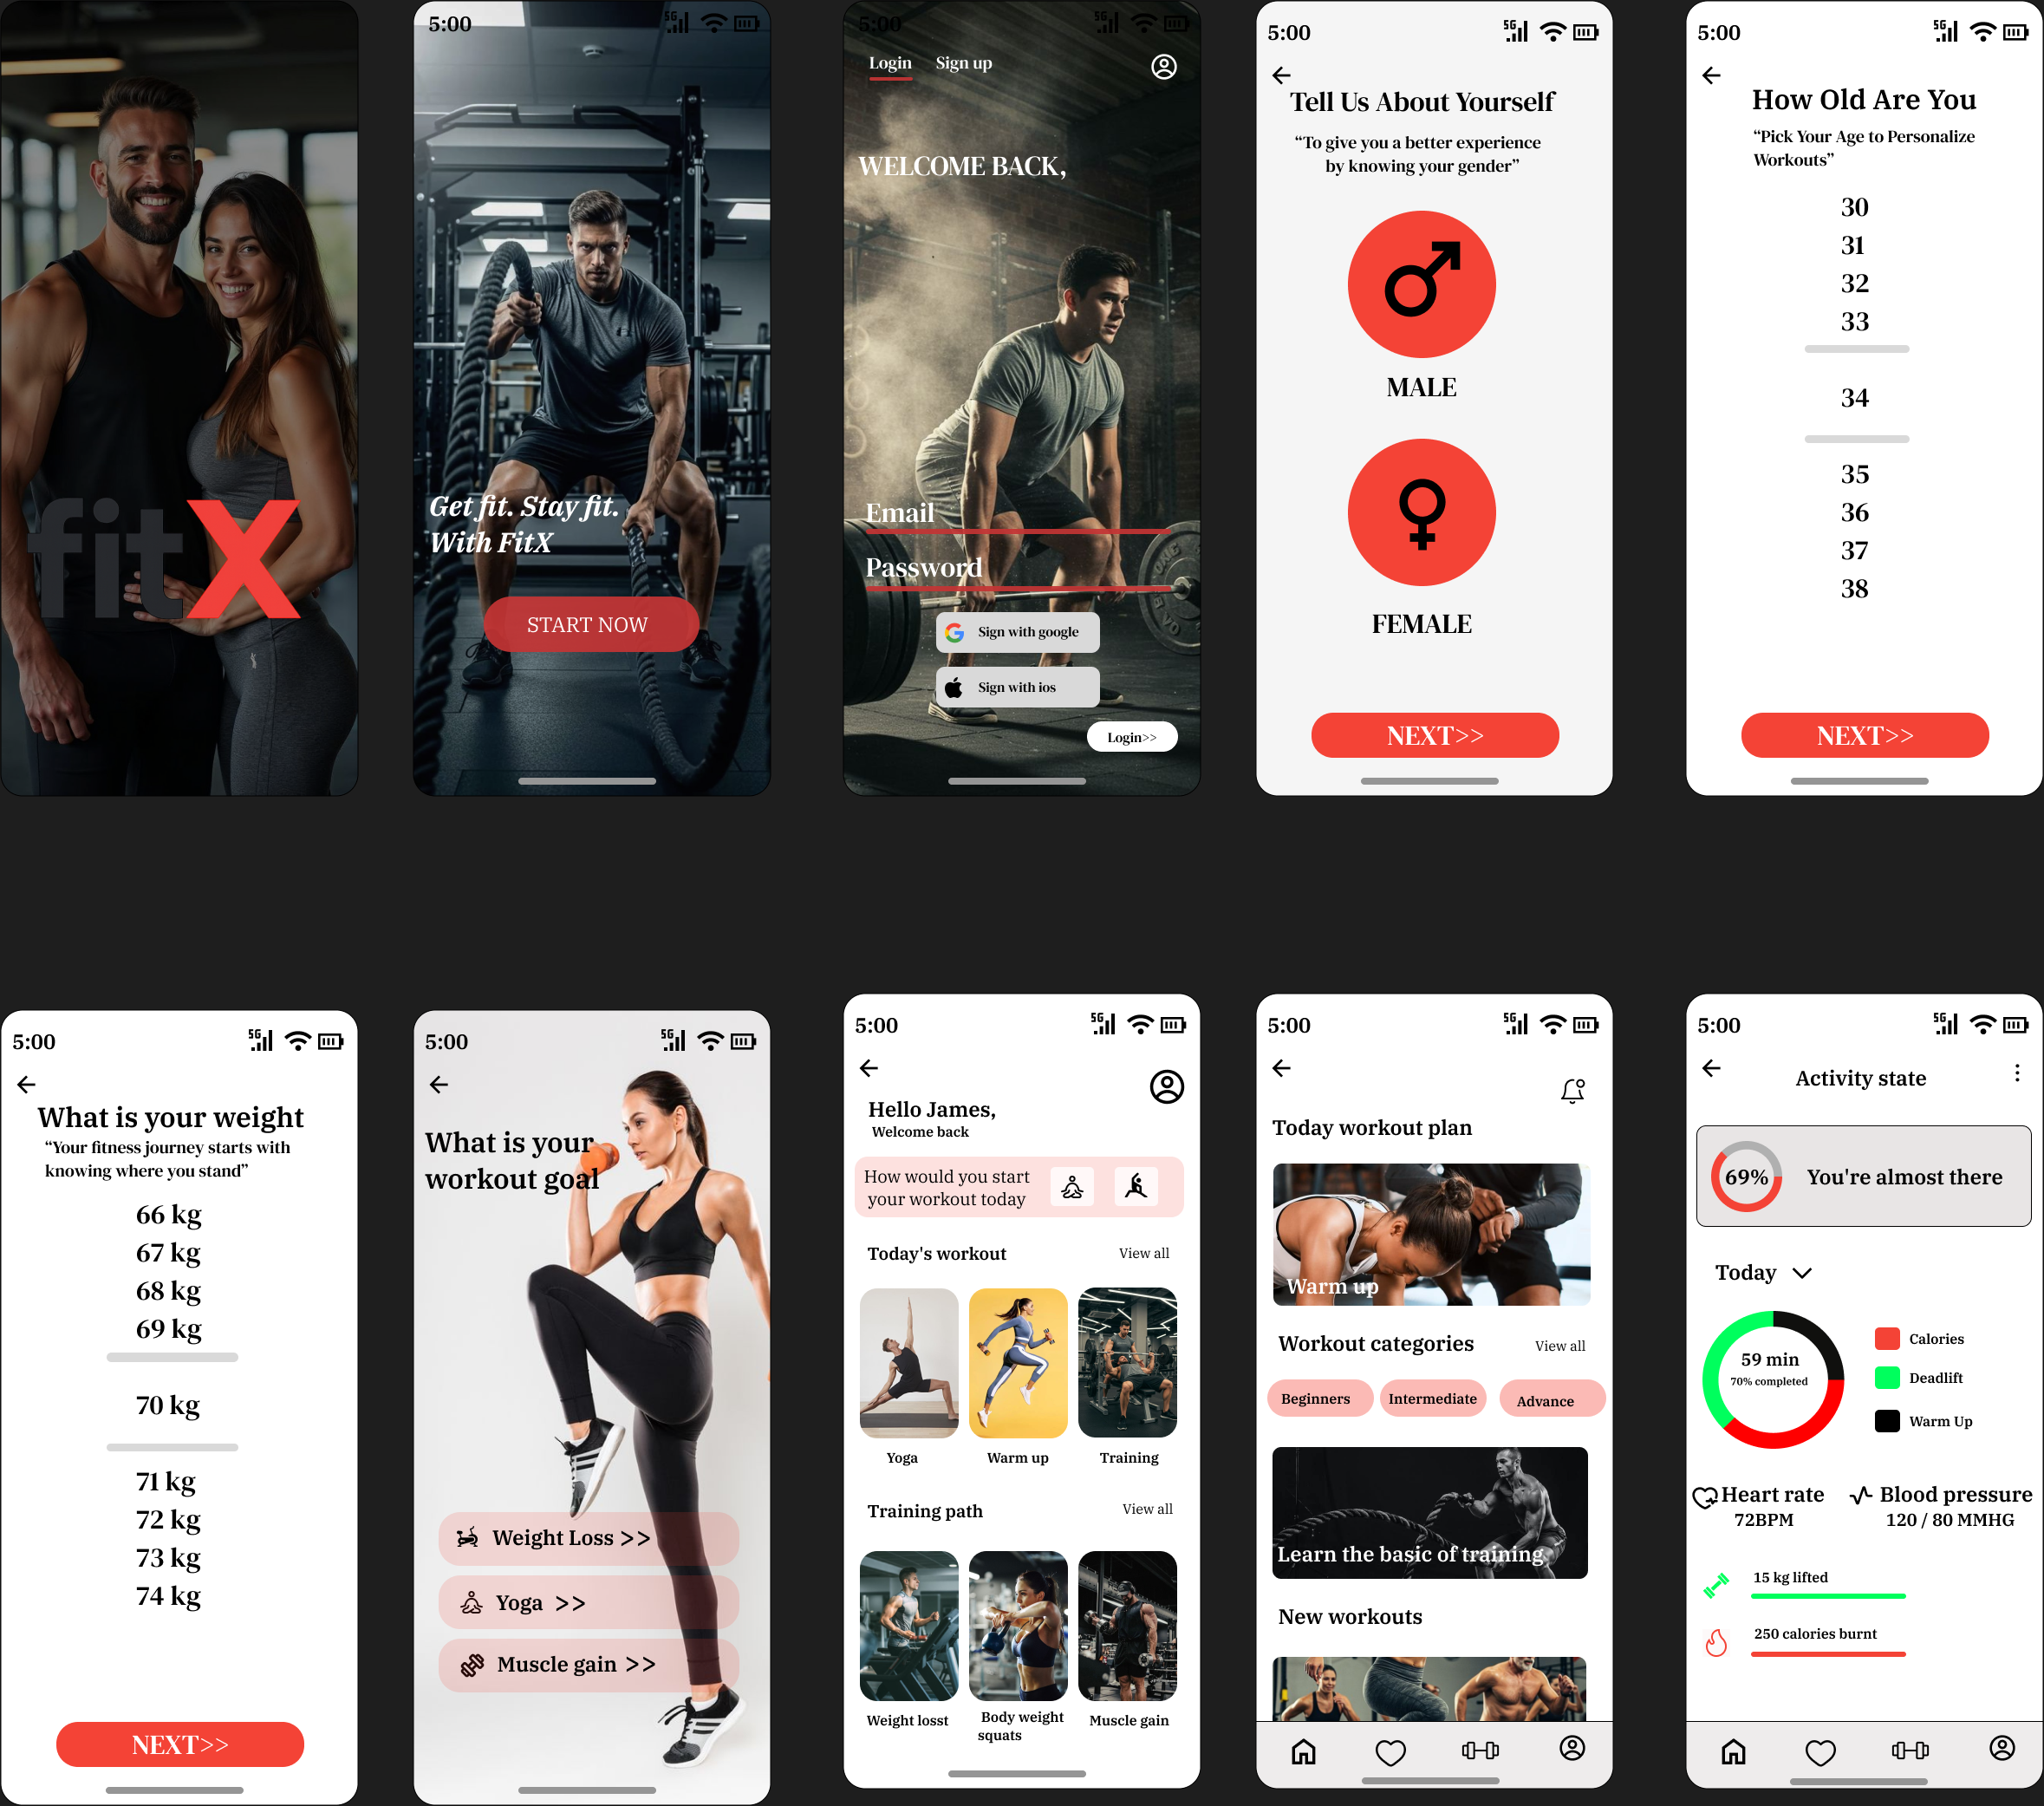 fitX
5:00
5G
Get fit. Stay fit.
With FitX
START NOW
5:00
5G
Login
Sign up
WELCOME BACK,
Email
Password
Sign with google
Sign with ios
Login>>
5:00
5G
Tell Us About Yourself
“To give you a better experience
by knowing your gender”
MALE
FEMALE
NEXT>>
5:00
5G
How Old Are You
“Pick Your Age to Personalize
Workouts”
30
31
32
33
34
35
36
37
38
NEXT>>
5:00
5G
What is your weight
“Your fitness journey starts with
knowing where you stand”
66 kg
67 kg
68 kg
69 kg
70 kg
71 kg
72 kg
73 kg
74 kg
NEXT>>
5:00
5G
What is your
workout goal
Weight Loss >>
Yoga >>
Muscle gain >>
5:00
5G
Hello James,
Welcome back
How would you start
your workout today
Today's workout
View all
Yoga
Warm up
Training
Training path
View all
Weight losst
Body weight
squats
Muscle gain
5:00
5G
Today workout plan
Warm up
Workout categories
View all
Beginners
Intermediate
Advance
Learn the basic of training
New workouts
5:00
5G
Activity state
69%
You're almost there
Today
59 min
70% completed
Calories
Deadlift
Warm Up
Heart rate
72BPM
Blood pressure
120 / 80 MMHG
15 kg lifted
250 calories burnt